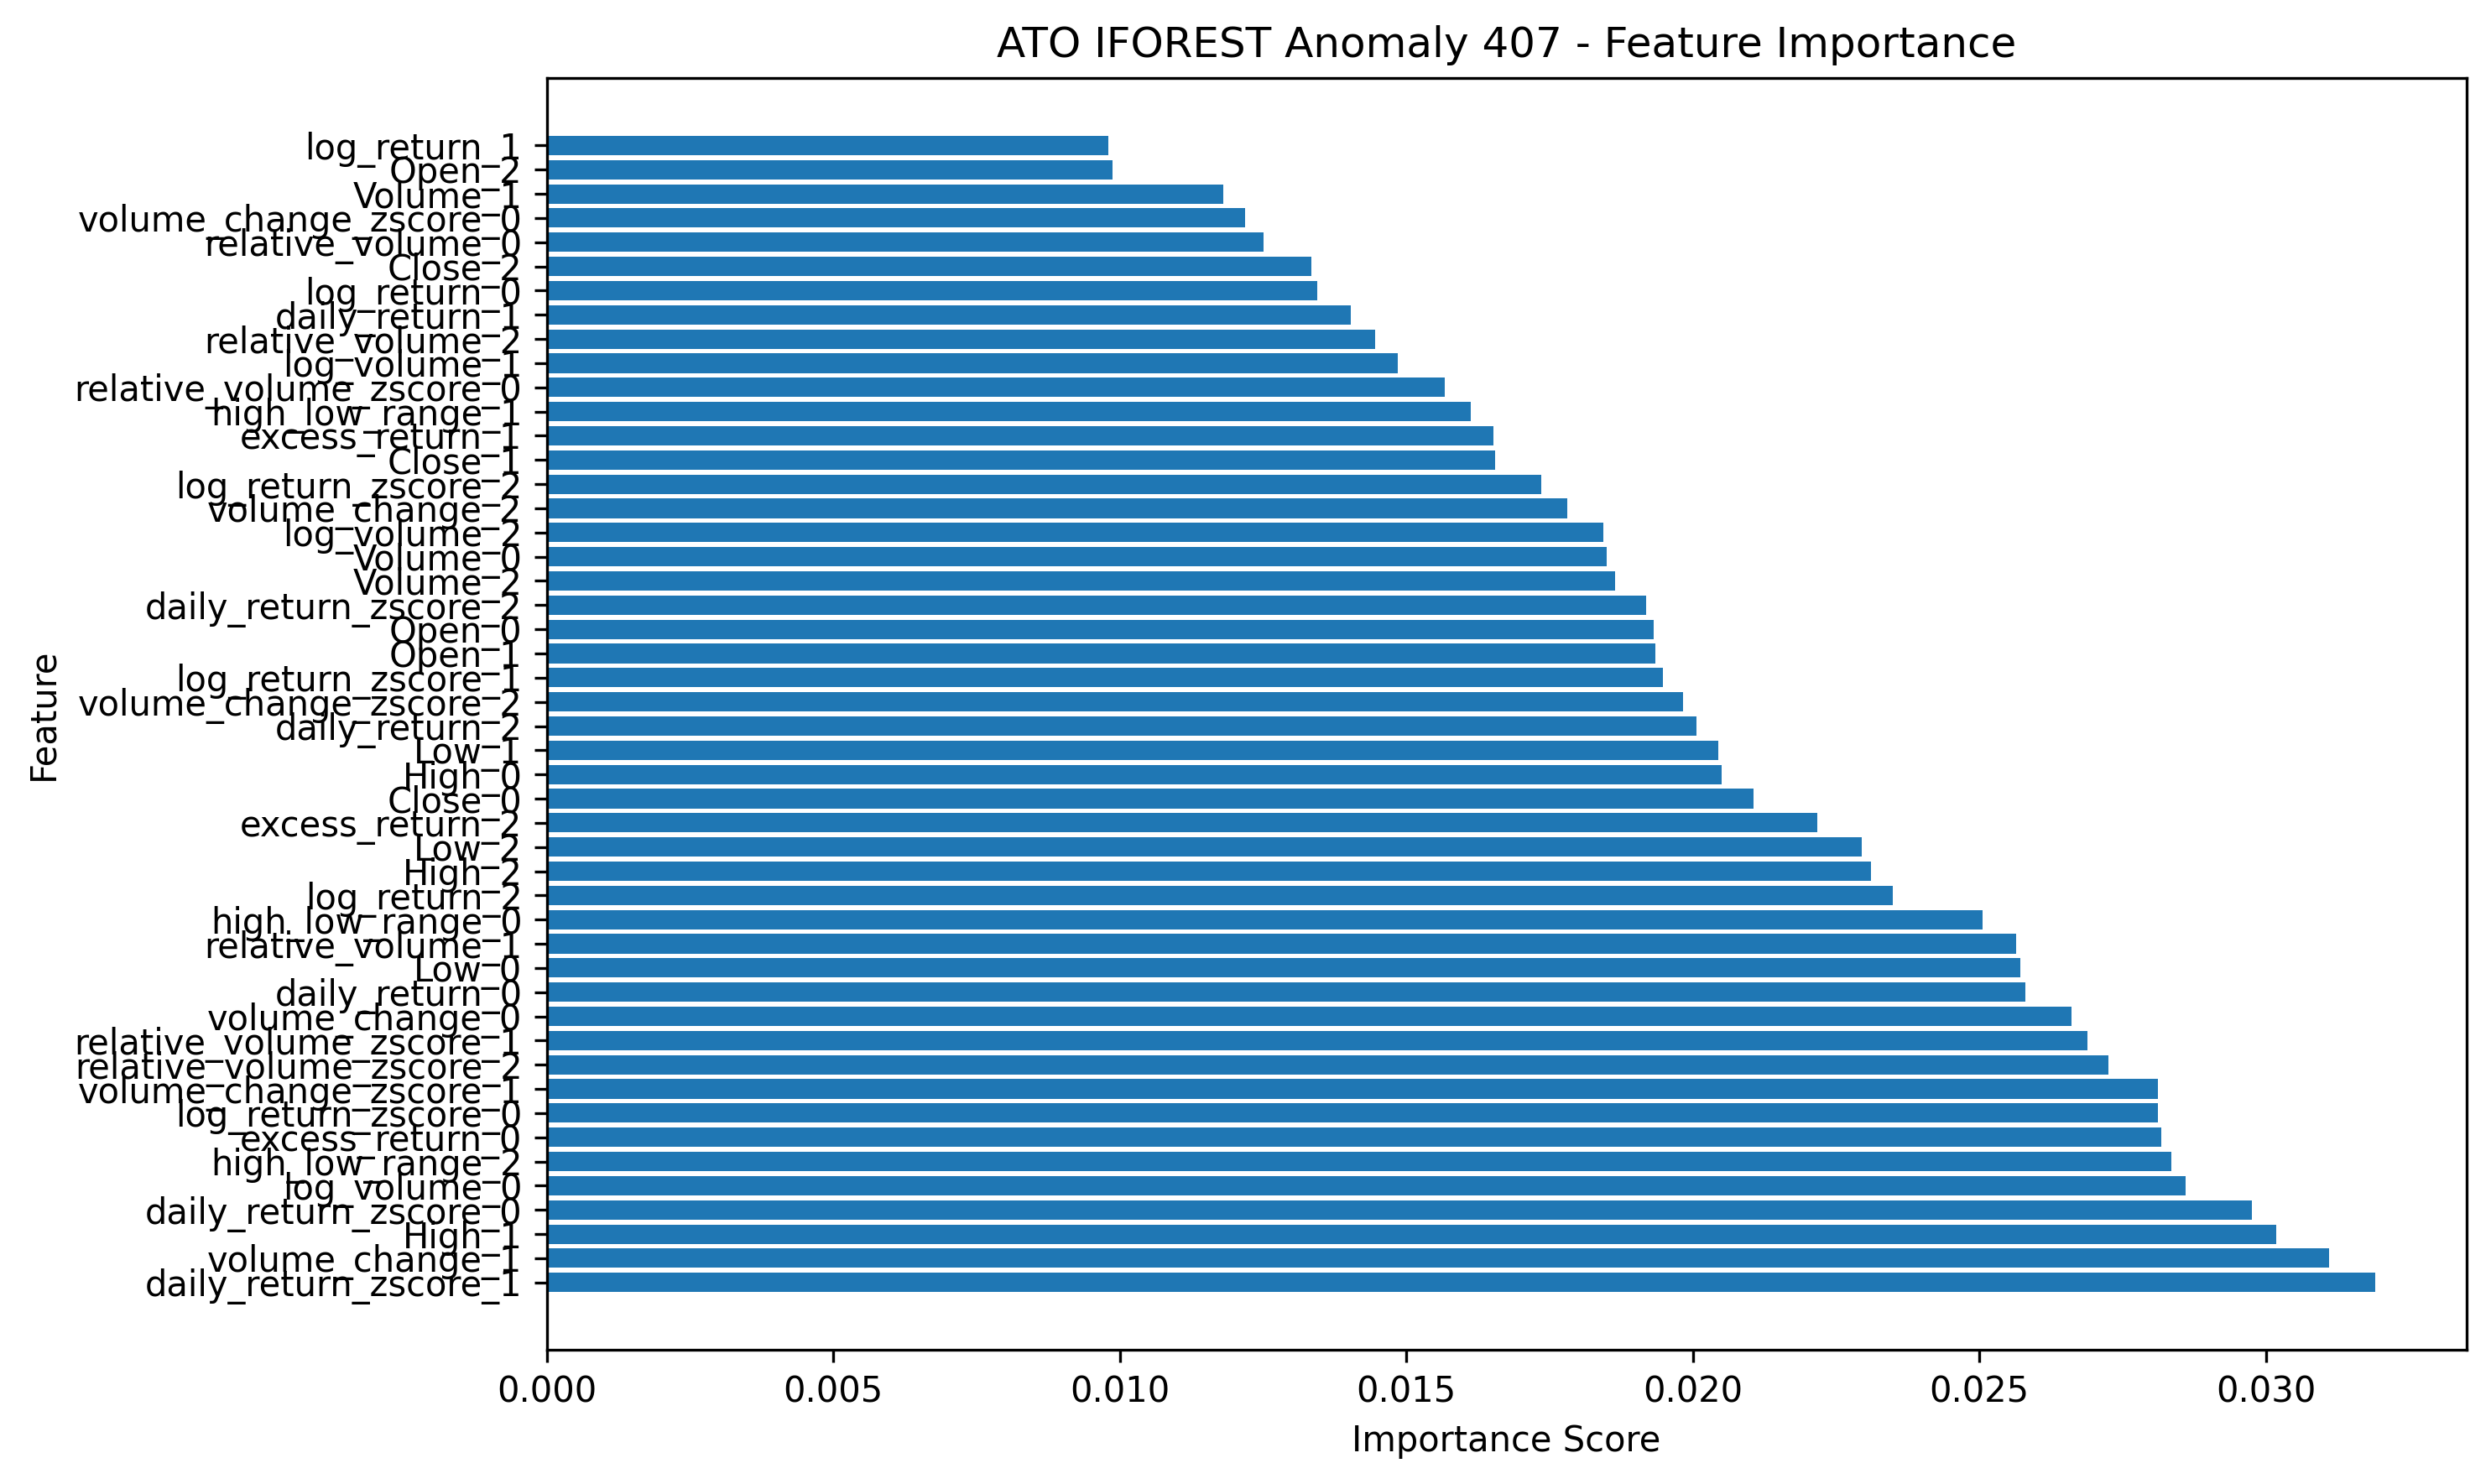 ATO IFOREST Anomaly 407 - Feature Importance
log_return_1
Open_2
Volume_1
volume_change_zscore_0
relative_volume_0
Close_2
log_return_0
daily_return_1
relative_volume_2
log_volume_1
relative_volume_zscore_0
high_low_range_1
excess_return_1
Close_1
log_return_zscore_2
volume_change_2
log_volume_2
Volume_0
Volume_2
daily_return_zscore_2
Open_0
Open_1
log_return_zscore_1
volume_change_zscore_2
daily_return_2
Low_1
High_0
Close_0
excess_return_2
Low_2
High_2
log_return_2
high_low_range_0
relative_volume_1
Low_0
daily_return_0
volume_change_0
relative_volume_zscore_1
relative_volume_zscore_2
volume_change_zscore_1
log_return_zscore_0
excess_return_0
high_low_range_2
log_volume_0
daily_return_zscore_0
High_1
volume_change_1
daily_return_zscore_1
Feature
0.000 0.005 0.010 0.015 0.020 0.025 0.030
Importance Score